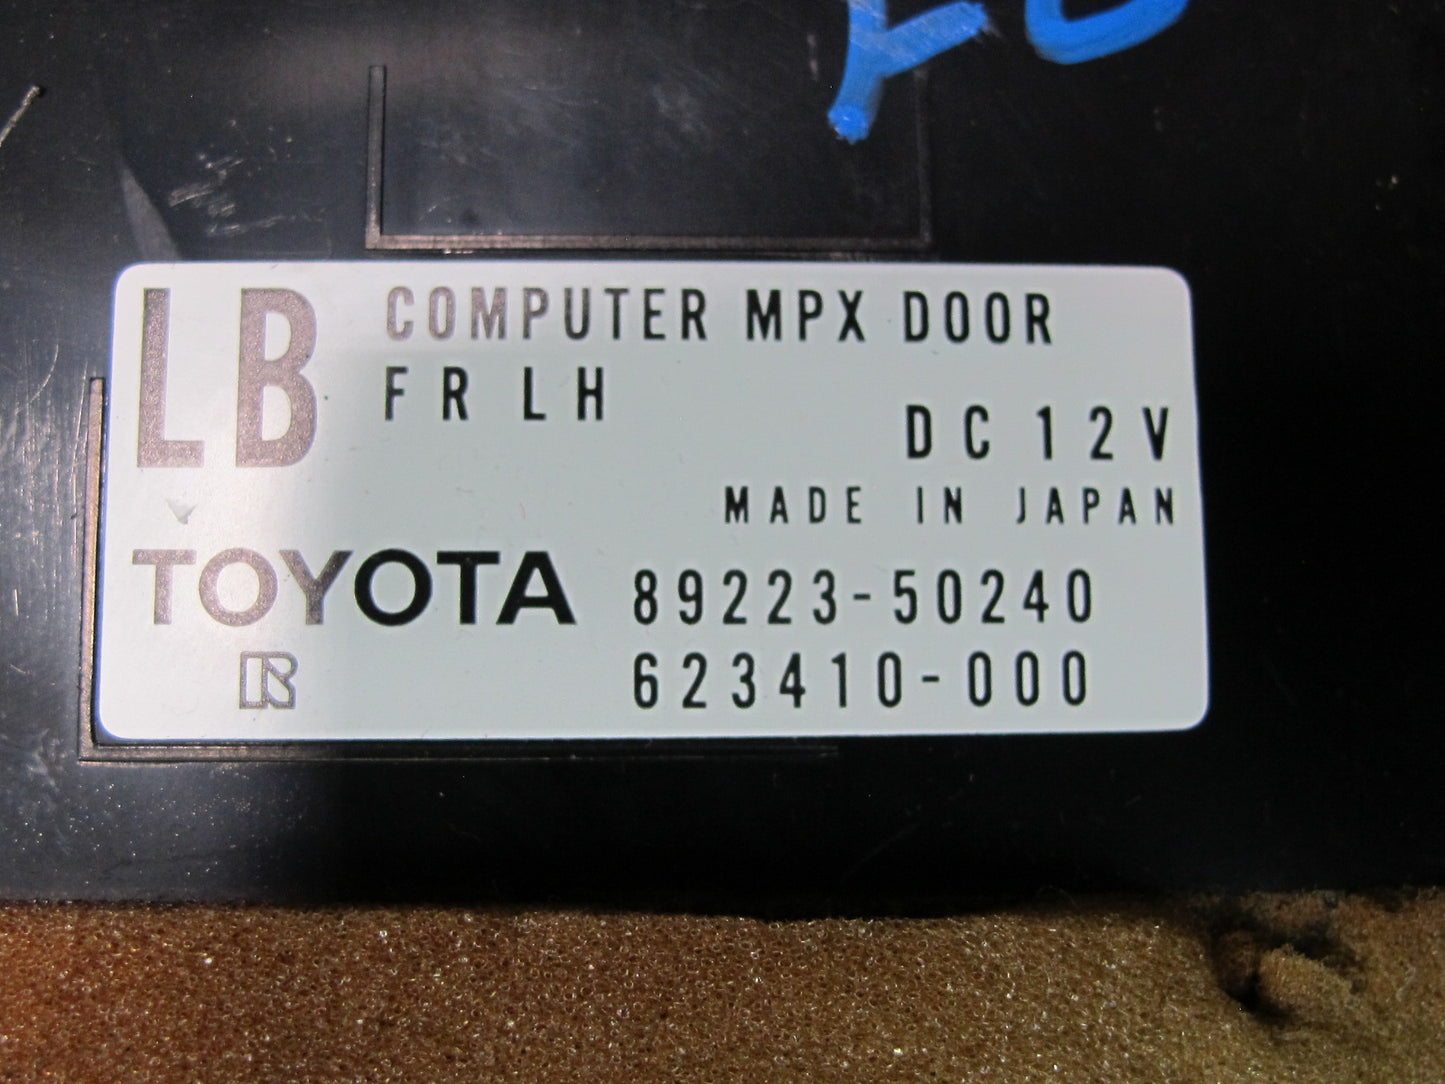 LB
COMPUTER MPX DOOR
FR LH
DC 12V
MADE IN JAPAN
TOYOTA 89223-50240
R 623410-000